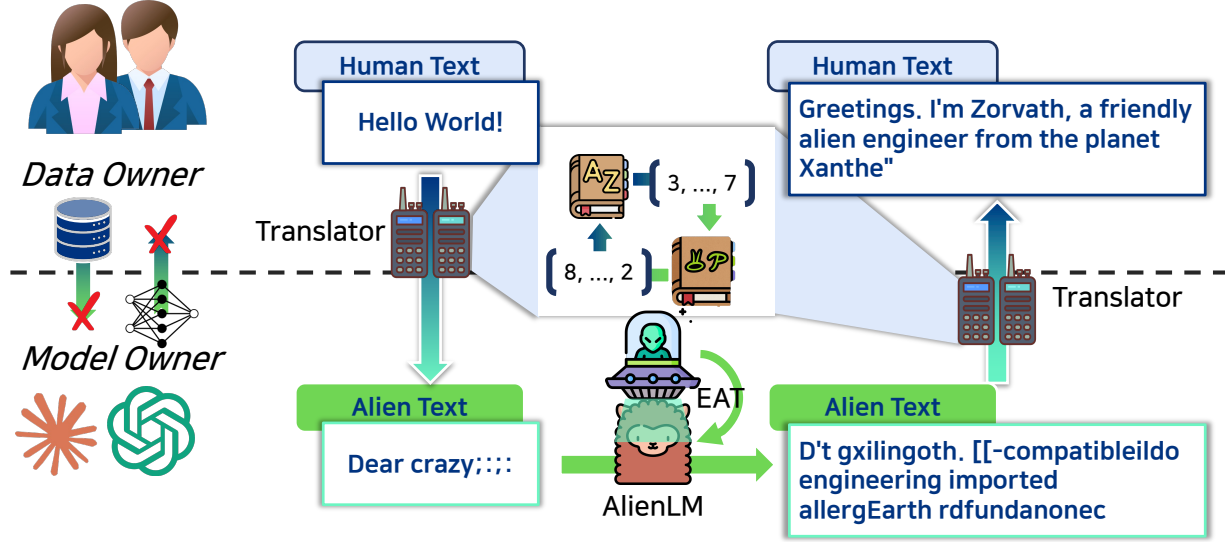 Human Text
Hello World!
Human Text
Greetings. I'm Zorvath, a friendly
alien engineer from the planet
Xanthe"
Data Owner
A Z
3, ..., 7
Translator
8, ..., 2
Translator
Model Owner
EAT
Alien Text
Dear crazy;:;:
AlienLM
Alien Text
D't gxilingoth. [[-compatibleildo
engineering imported
allergEarth rdfundanonec